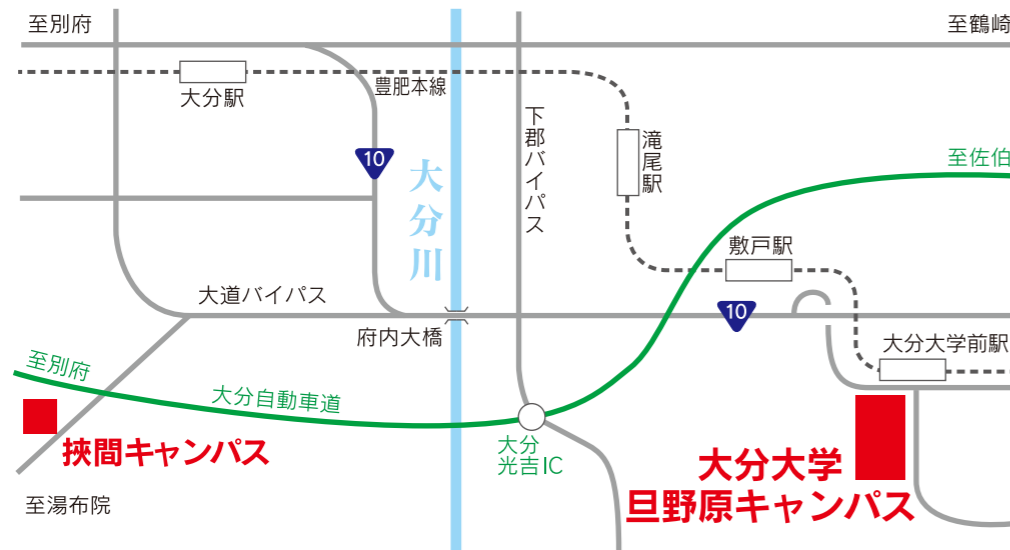 至別府
至鶴崎
大分駅
豊肥本線
下郡バイパス
滝尾駅
至佐伯
10
大分川
敷戸駅
大道バイパス
10
府内大橋
大分大学前駅
至別府
大分自動車道
挾間キャンパス
大分
光吉IC
大分大学
旦野原キャンパス
至湯布院